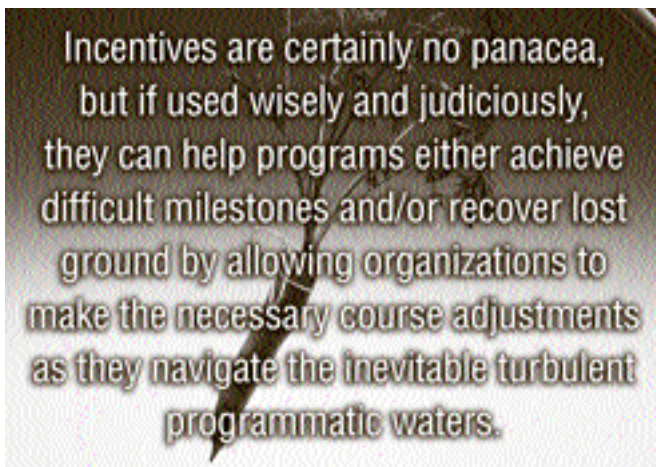 Incentives are certainly no panacea,
but if used wisely and judiciously,
they can help programs either achieve
difficult milestones and/or recover lost
ground by allowing organizations to
make the necessary course adjustments
as they navigate the inevitable turbulent
programmatic waters.